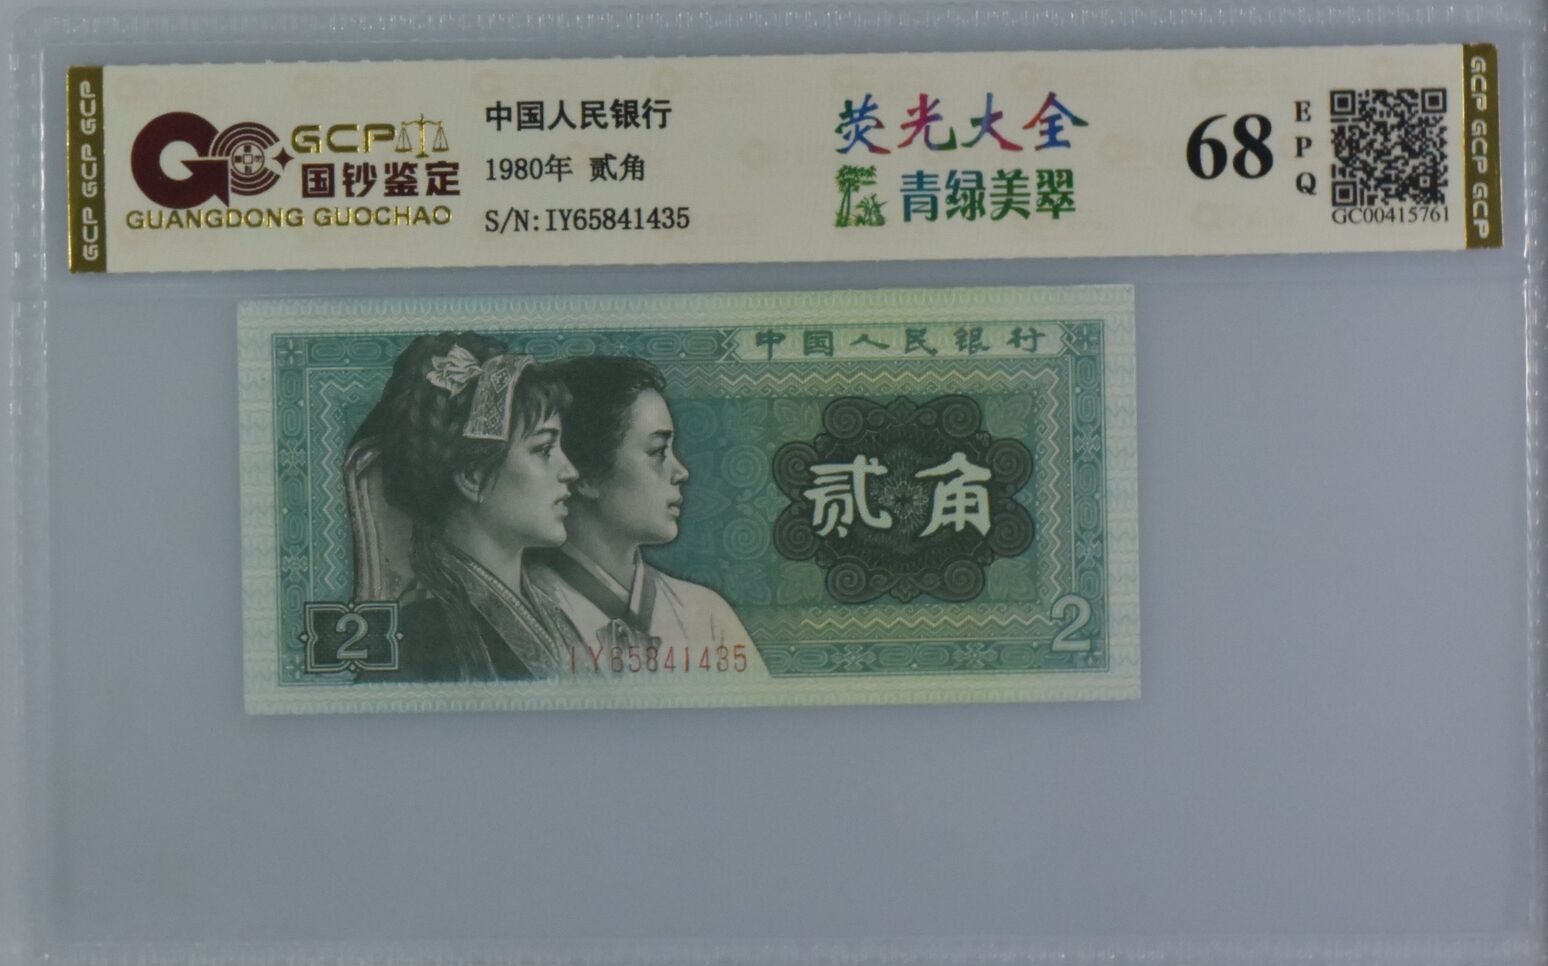 GCP GCP GCP
GCP
国钞鉴定
GUANGDONG GUOCHAO
中国人民银行
1980年 贰角
S/N:IY65841435
荧光大全
青绿美翠
68
EPQ
GC00415761
GCP GCP GCP
中国人民银行
贰角
2
2
IY65841435